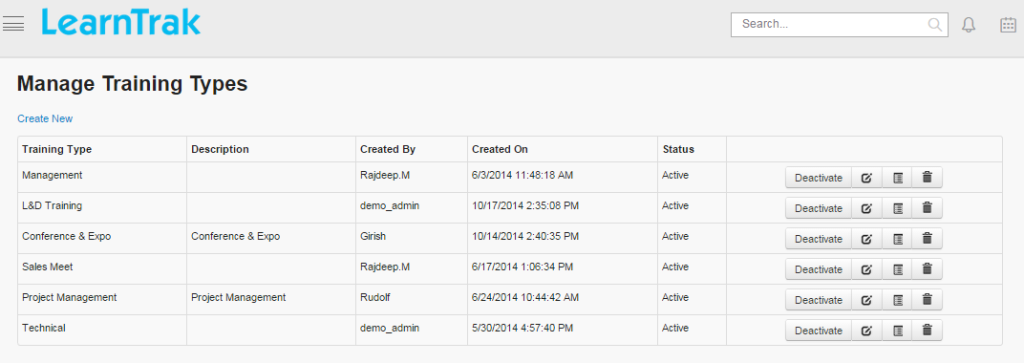 LearnTrak
Search...
Manage Training Types
Create New
Training Type Description Created By Created On Status
Management Rajdeep.M 6/3/2014 11:48:18 AM Active Deactivate
L&D Training demo_admin 10/17/2014 2:35:08 PM Active Deactivate
Conference & Expo Conference & Expo Girish 10/14/2014 2:40:35 PM Active Deactivate
Sales Meet Rajdeep.M 6/17/2014 1:06:34 PM Active Deactivate
Project Management Project Management Rudolf 6/24/2014 10:44:42 AM Active Deactivate
Technical demo_admin 5/30/2014 4:57:40 PM Active Deactivate